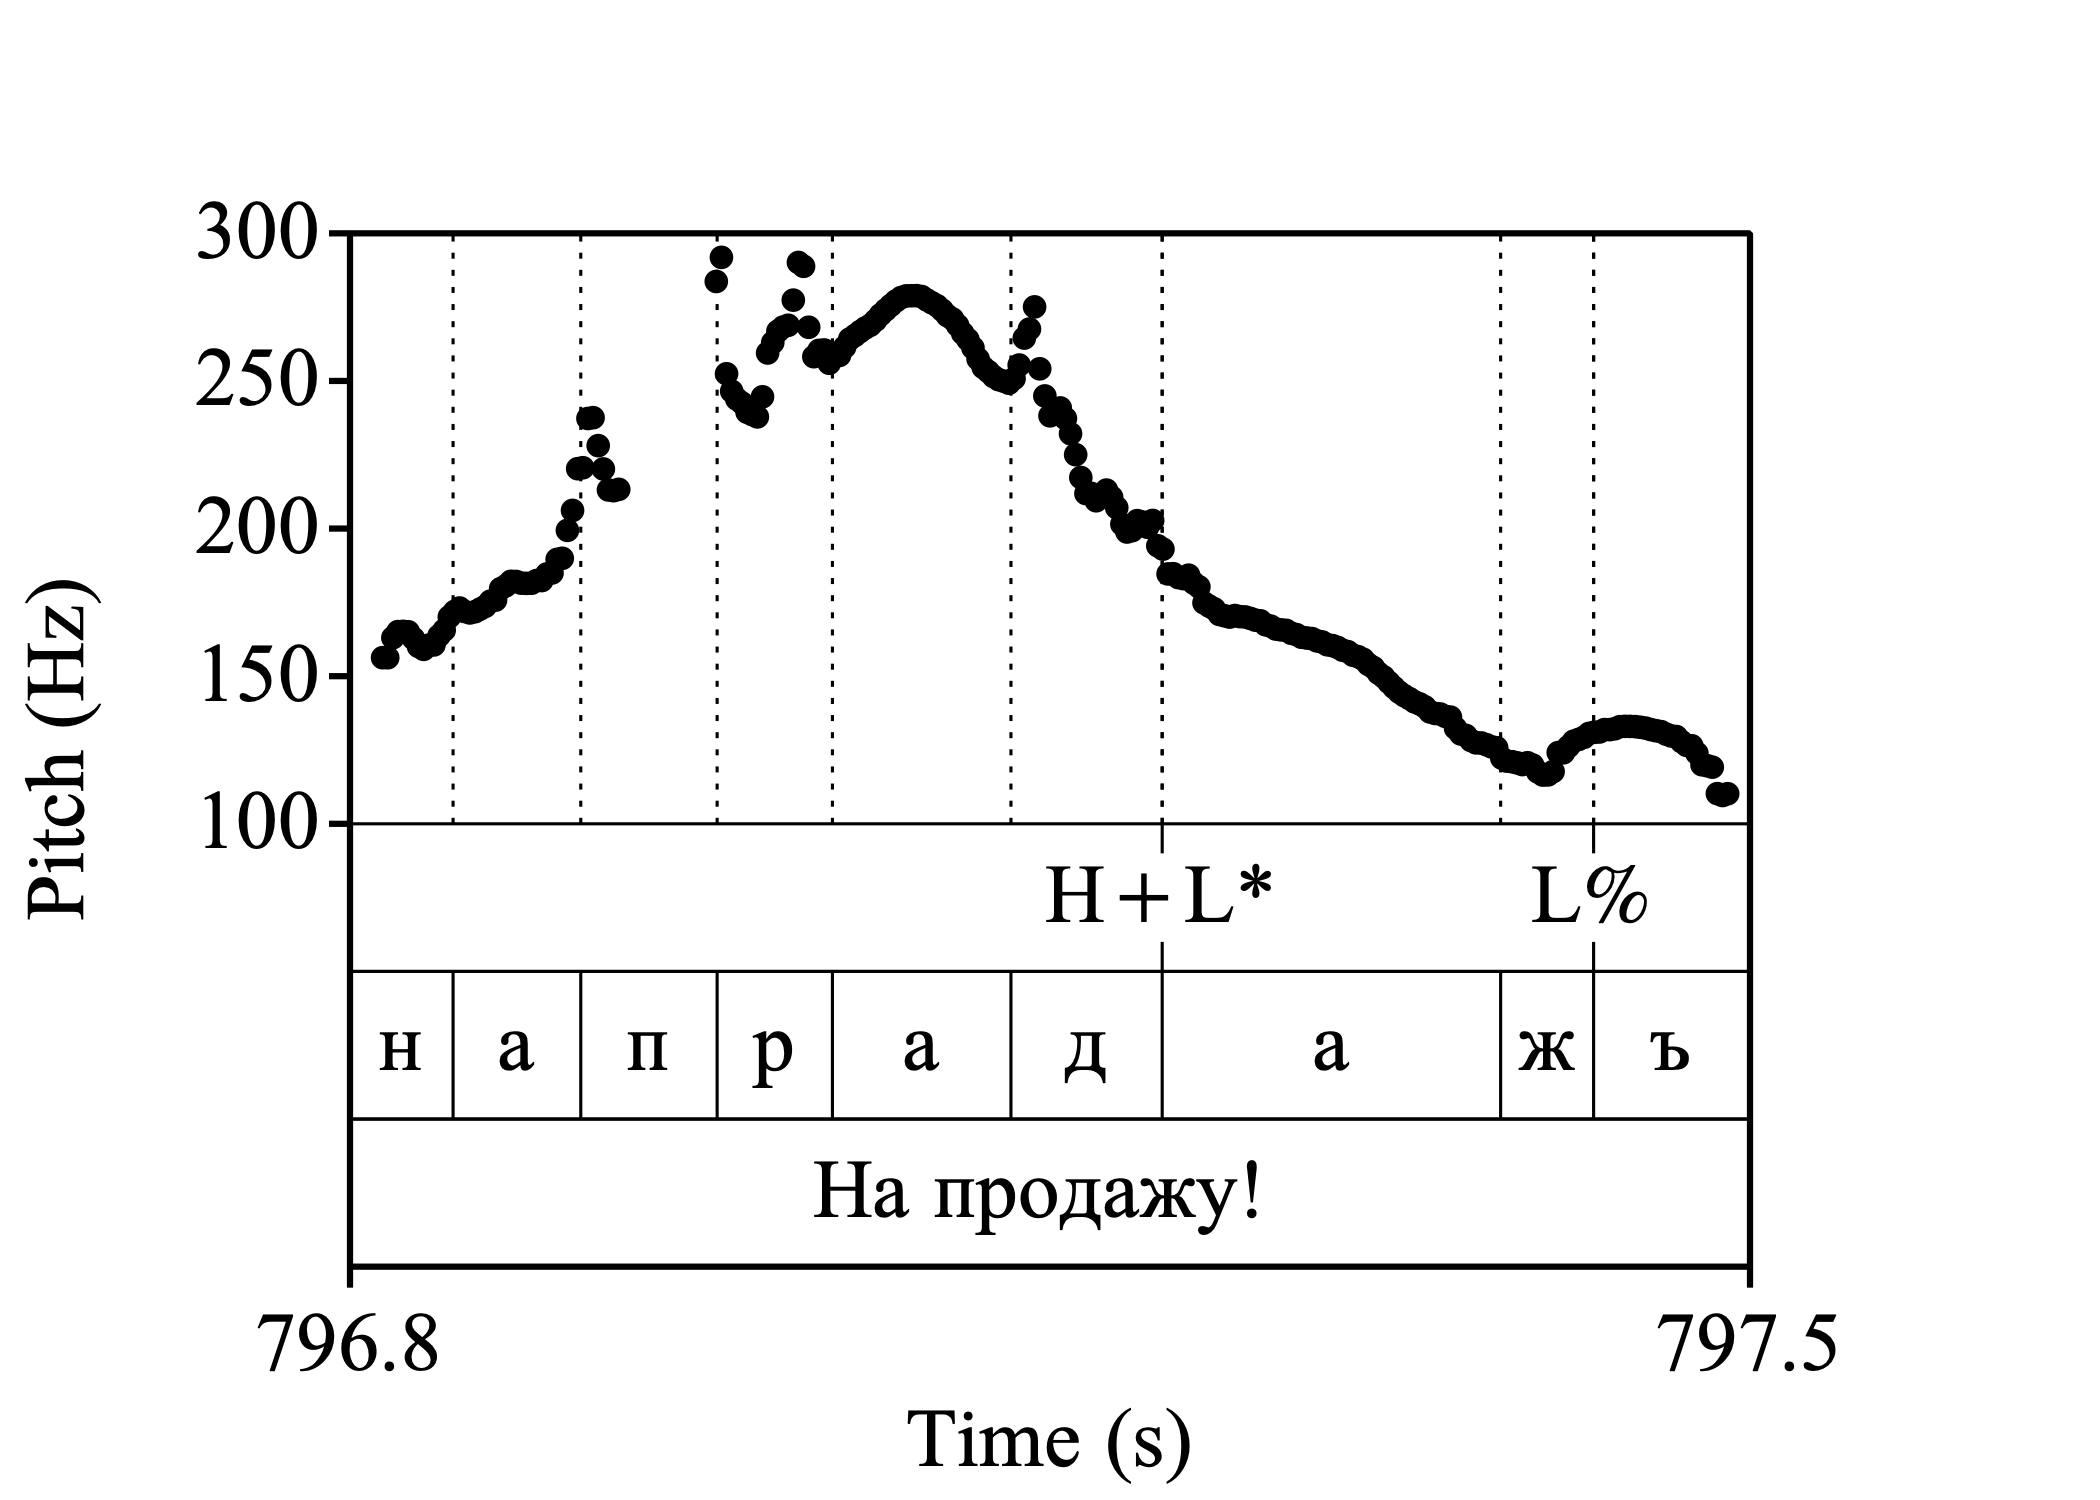 300
250
200
150
100
Pitch (Hz)
H+L* L%
н а п р а д а ж ъ
На продажу!
796.8 797.5
Time (s)